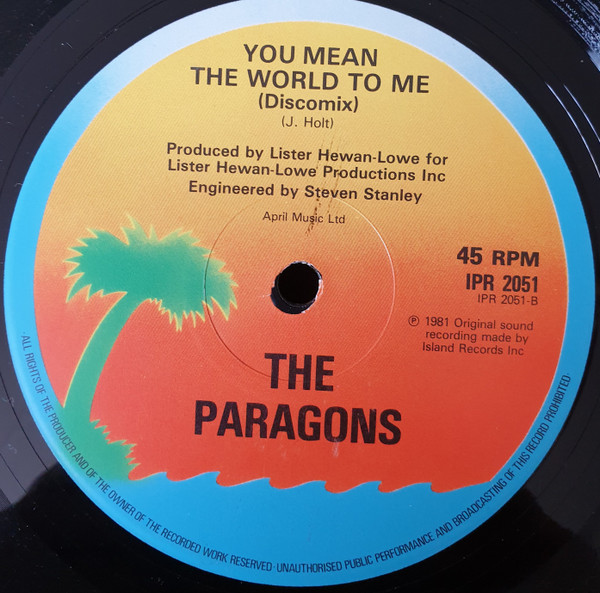 YOU MEAN
THE WORLD TO ME
(Discomix)
(J. Holt)
Produced by Lister Hewan-Lowe for
Lister Hewan-Lowe Productions Inc
Engineered by Steven Stanley
April Music Ltd
45 RPM
IPR 2051
IPR 2051-B
℗ 1981 Original sound
recording made by
Island Records Inc
THE
PARAGONS
ALL RIGHTS OF THE PRODUCER AND OF THE OWNER OF THE RECORDED WORK RESERVED · UNAUTHORISED PUBLIC PERFORMANCE AND BROADCASTING OF THIS RECORD PROHIBITED ·